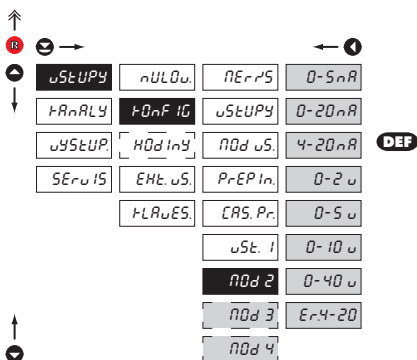 R
vStUPY nULOv. MEr/S 0-5mA
KAnALY KOnFIG vStUPY 0-20mA
vYStUP. HOdInY MOd vS. 4-20mA DEF
SErvIS EXt. vS. PrEPIn. 0-2 v
KLAvES. CAS. Pr. 0-5 v
vSt. 1 0-10 v
MOd 2 0-40 v
MOd 3 Er.4-20
MOd 4